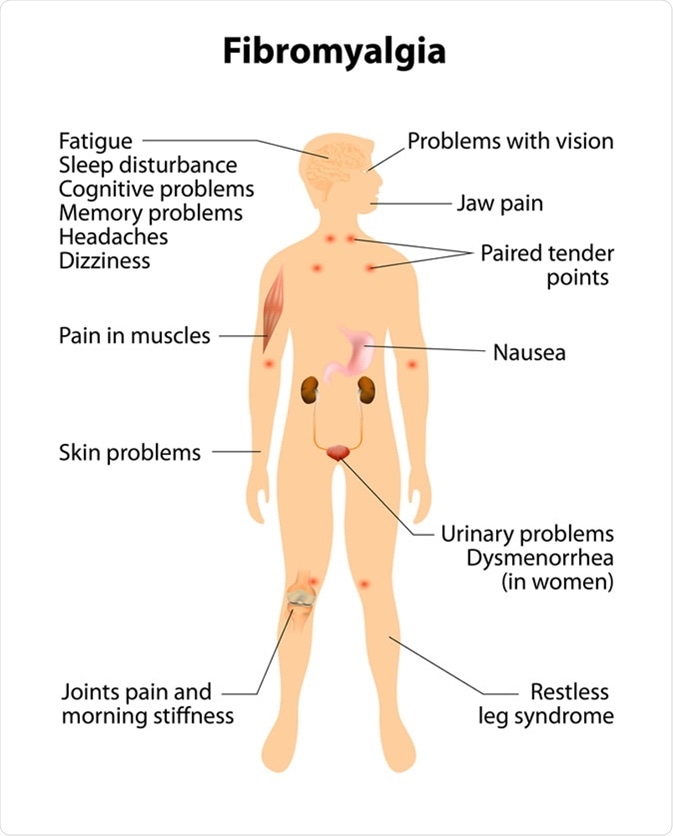 Fibromyalgia
Fatigue
Sleep disturbance
Cognitive problems
Memory problems
Headaches
Dizziness
Problems with vision
Jaw pain
Paired tender
points
Pain in muscles
Nausea
Skin problems
Urinary problems
Dysmenorrhea
(in women)
Joints pain and
morning stiffness
Restless
leg syndrome